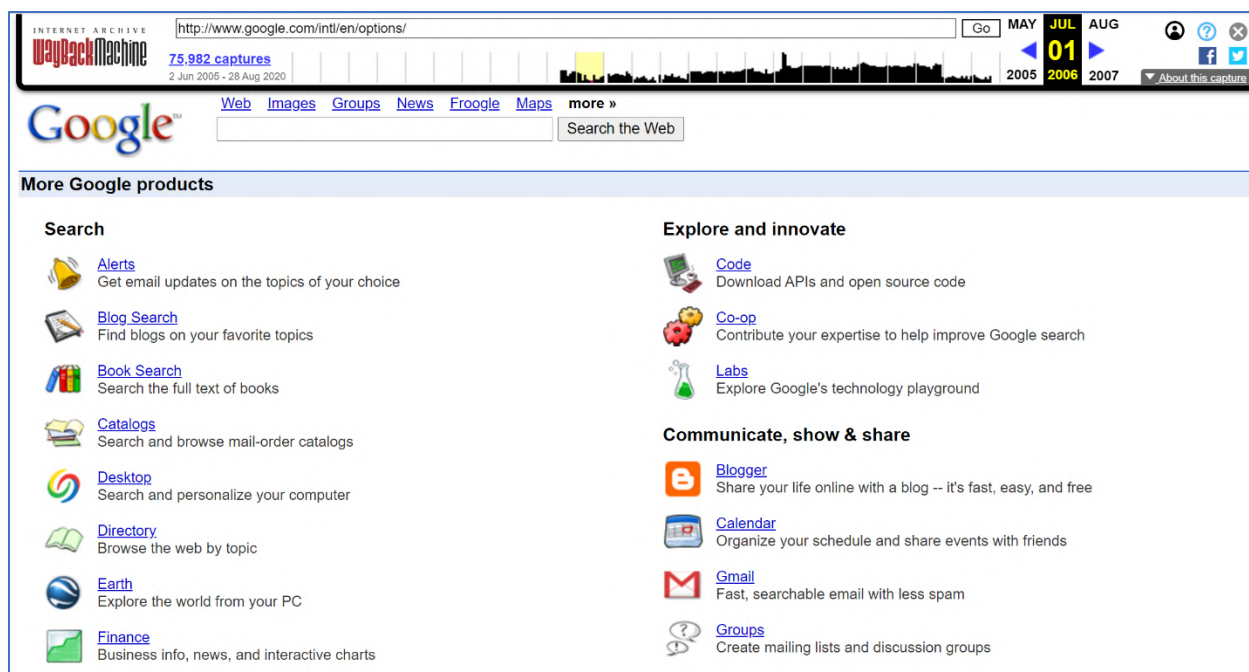 INTERNET ARCHIVE
WayBackMachine
http://www.google.com/intl/en/options/
Go
MAY JUL AUG
75,982 captures
01
2 Jun 2005 - 28 Aug 2020
2005 2006 2007
About this capture
Google™
Web Images Groups News Froogle Maps more »
Search the Web
More Google products
Search
Alerts
Get email updates on the topics of your choice
Blog Search
Find blogs on your favorite topics
Book Search
Search the full text of books
Catalogs
Search and browse mail-order catalogs
Desktop
Search and personalize your computer
Directory
Browse the web by topic
Earth
Explore the world from your PC
Finance
Business info, news, and interactive charts
Explore and innovate
Code
Download APIs and open source code
Co-op
Contribute your expertise to help improve Google search
Labs
Explore Google's technology playground
Communicate, show & share
Blogger
Share your life online with a blog -- it's fast, easy, and free
Calendar
Organize your schedule and share events with friends
Gmail
Fast, searchable email with less spam
Groups
Create mailing lists and discussion groups